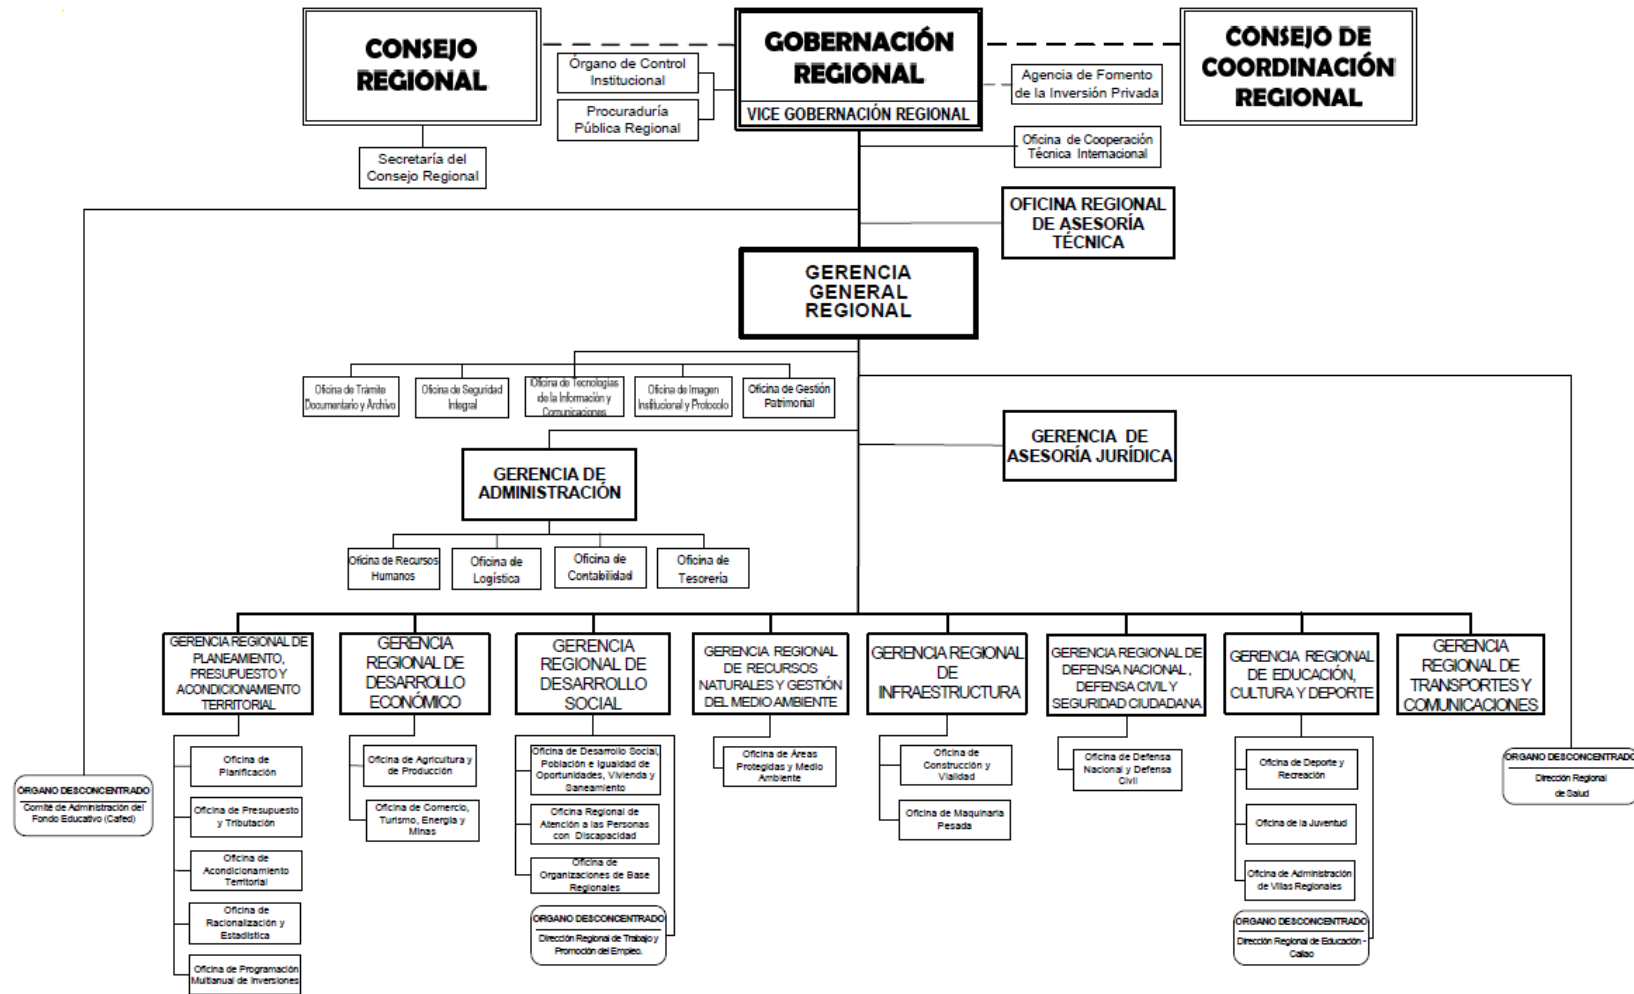 CONSEJO
REGIONAL
GOBERNACIÓN
REGIONAL
VICE GOBERNACIÓN REGIONAL
CONSEJO DE
COORDINACIÓN
REGIONAL
Órgano de Control
Institucional
Procuraduría
Pública Regional
Agencia de Fomento
de la Inversión Privada
Secretaría del
Consejo Regional
Oficina de Cooperación
Técnica Internacional
OFICINA REGIONAL
DE ASESORÍA
TÉCNICA
GERENCIA
GENERAL
REGIONAL
Oficina de Trámite
Documentario y Archivo
Oficina de Seguridad
Integral
Oficina de Tecnologías
de la Información y
Comunicaciones
Oficina de Imagen
Institucional y Protocolo
Oficina de Gestión
Patrimonial
GERENCIA DE
ASESORÍA JURÍDICA
GERENCIA DE
ADMINISTRACIÓN
Oficina de Recursos
Humanos
Oficina de
Logística
Oficina de
Contabilidad
Oficina de
Tesorería
GERENCIA REGIONAL DE
PLANEAMIENTO,
PRESUPUESTO Y
ACONDICIONAMIENTO
TERRITORIAL
GERENCIA
REGIONAL DE
DESARROLLO
ECONÓMICO
GERENCIA
REGIONAL DE
DESARROLLO
SOCIAL
GERENCIA REGIONAL
DE RECURSOS
NATURALES Y GESTIÓN
DEL MEDIO AMBIENTE
GERENCIA REGIONAL
DE
INFRAESTRUCTURA
GERENCIA REGIONAL DE
DEFENSA NACIONAL,
DEFENSA CIVIL Y
SEGURIDAD CIUDADANA
GERENCIA REGIONAL
DE EDUCACIÓN,
CULTURA Y DEPORTE
GERENCIA
REGIONAL DE
TRANSPORTES Y
COMUNICACIONES
Oficina de
Planificación
Oficina de Presupuesto
y Tributación
Oficina de
Acondicionamiento
Territorial
Oficina de
Racionalización y
Estadística
Oficina de Programación
Multianual de Inversiones
Oficina de Agricultura y
de Producción
Oficina de Comercio,
Turismo, Energía y
Minas
Oficina de Desarrollo Social,
Población e Igualdad de
Oportunidades, Vivienda y
Saneamiento
Oficina Regional de
Atención a las Personas
con Discapacidad
Oficina de
Organizaciones de Base
Regionales
ORGANO DESCONCENTRADO
Dirección Regional de Trabajo y
Promoción del Empleo.
Oficina de Áreas
Protegidas y Medio
Ambiente
Oficina de
Construcción y
Vialidad
Oficina de Maquinaria
Pesada
Oficina de Defensa
Nacional y Defensa
Civil
Oficina de Deporte y
Recreación
Oficina de la Juventud
Oficina de Administración
de Villas Regionales
ORGANO DESCONCENTRADO
Dirección Regional de Educación -
Callao
ÓRGANO DESCONCENTRADO
Comité de Administración del
Fondo Educativo (Cafed)
ÓRGANO DESCONCENTRADO
Dirección Regional
de Salud